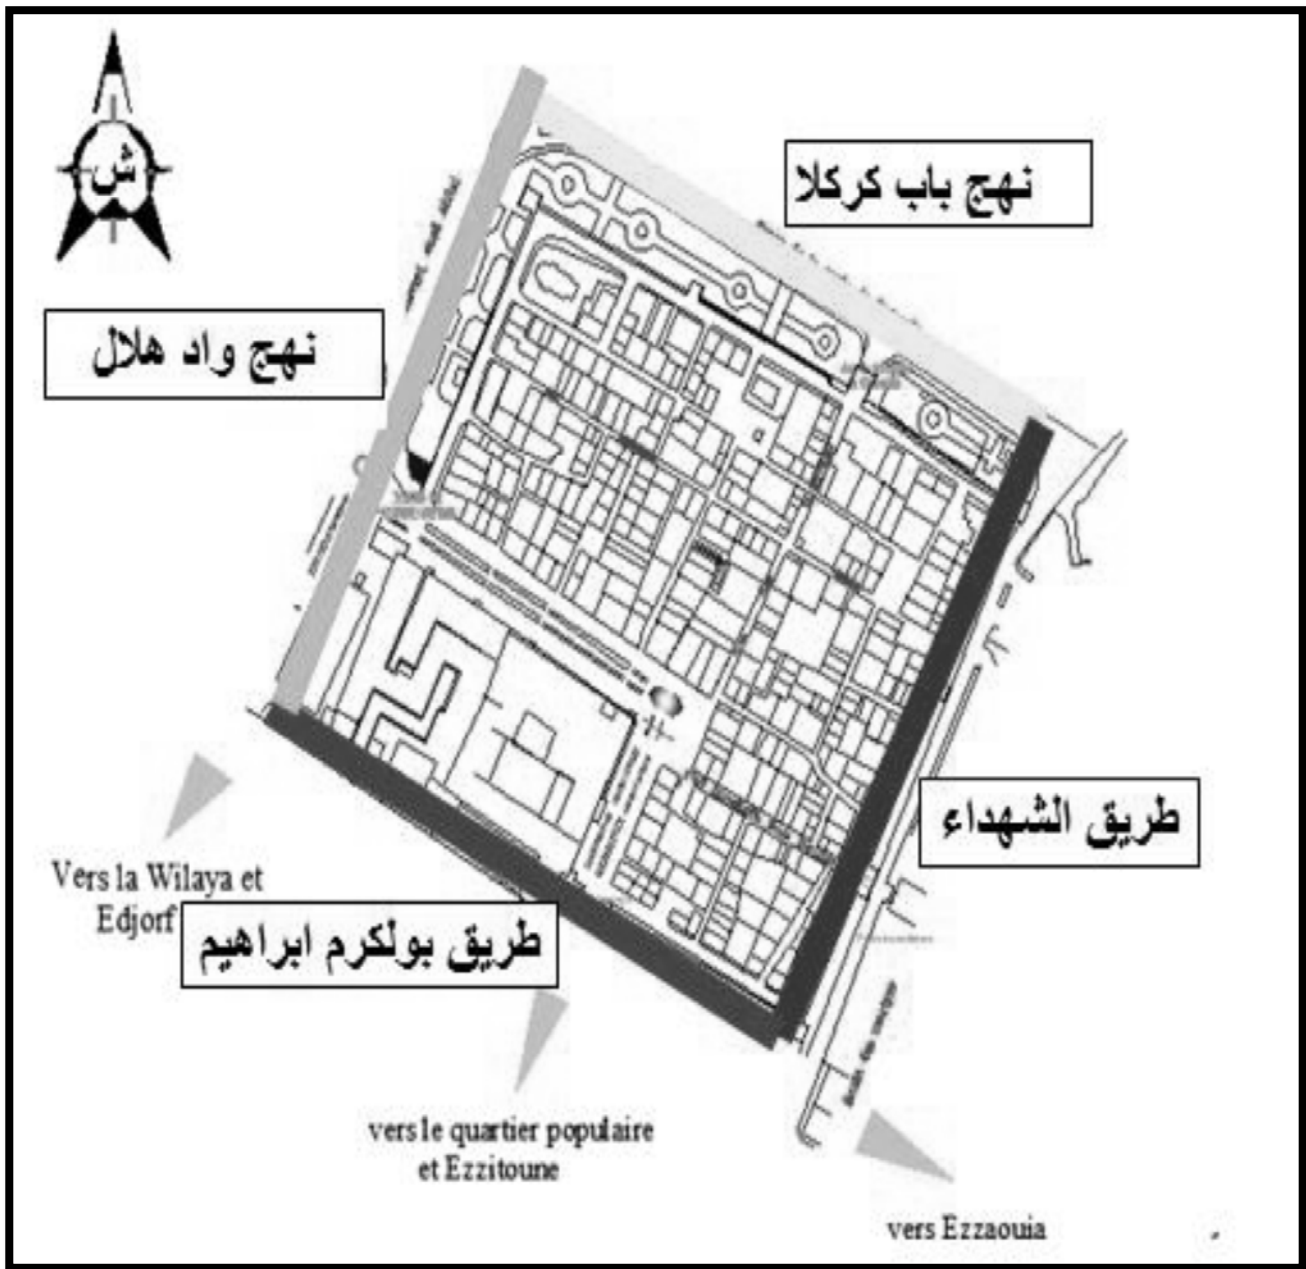 ش
نهج باب كركلا
نهج واد هلال
طريق الشهداء
Vers la Wilaya et
Edjorf
طريق بولكرم ابراهيم
vers le quartier populaire
et Ezzitoune
vers Ezzaouia